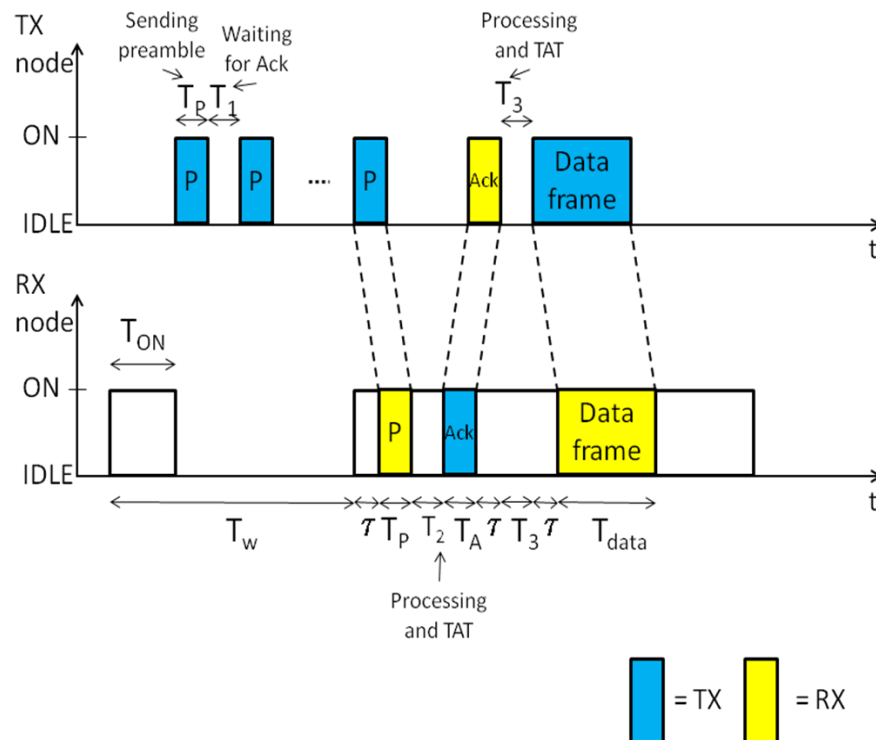 TX
node
Sending
preamble
Waiting
for Ack
Processing
and TAT
T_P T_1
T_3
ON
P P .... P Ack Data
frame
IDLE
t
RX
node
T_ON
ON
P Ack Data
frame
IDLE
t
T_w τ T_P T_2 T_A τ T_3 τ T_data
Processing
and TAT
= TX = RX